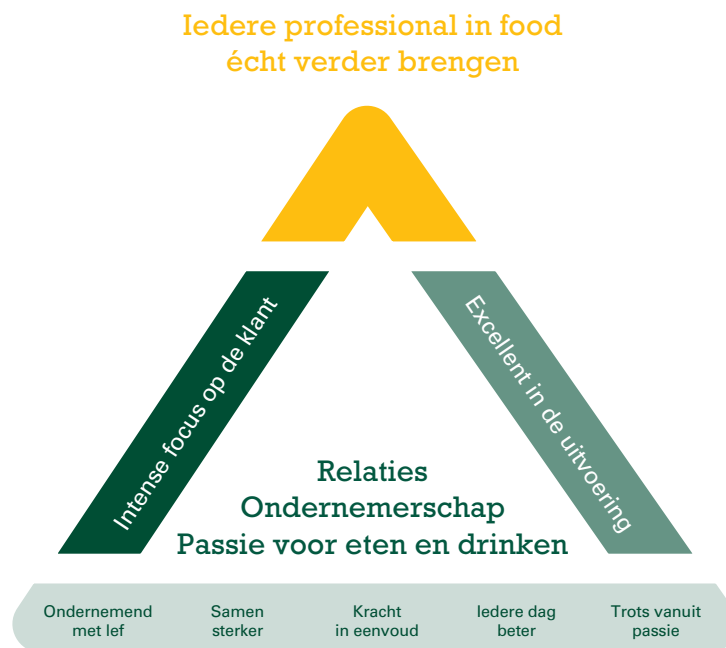 Iedere professional in food
écht verder brengen
Intense focus op de klant
Excellent in de uitvoering
Relaties
Ondernemerschap
Passie voor eten en drinken
Ondernemend
met lef
Samen
sterker
Kracht
in eenvoud
Iedere dag
beter
Trots vanuit
passie